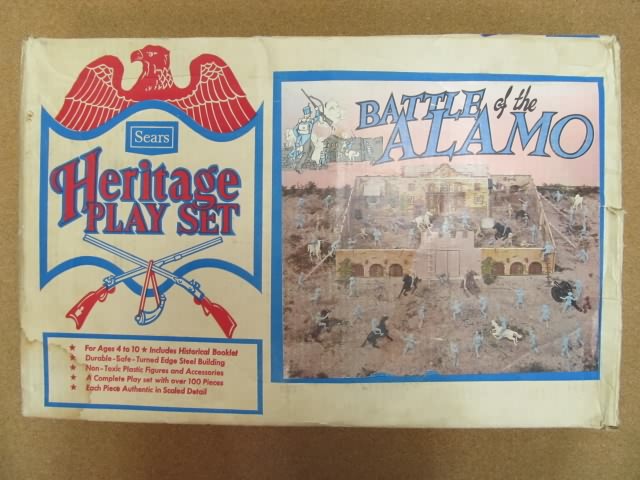 Sears
Heritage
PLAY SET
★ For Ages 4 to 10 ★ Includes Historical Booklet
★ Durable-Safe-Turned Edge Steel Building
★ Non-Toxic Plastic Figures and Accessories
★ A Complete Play set with over 100 Pieces
★ Each Piece Authentic in Scaled Detail
BATTLE of the
ALAMO